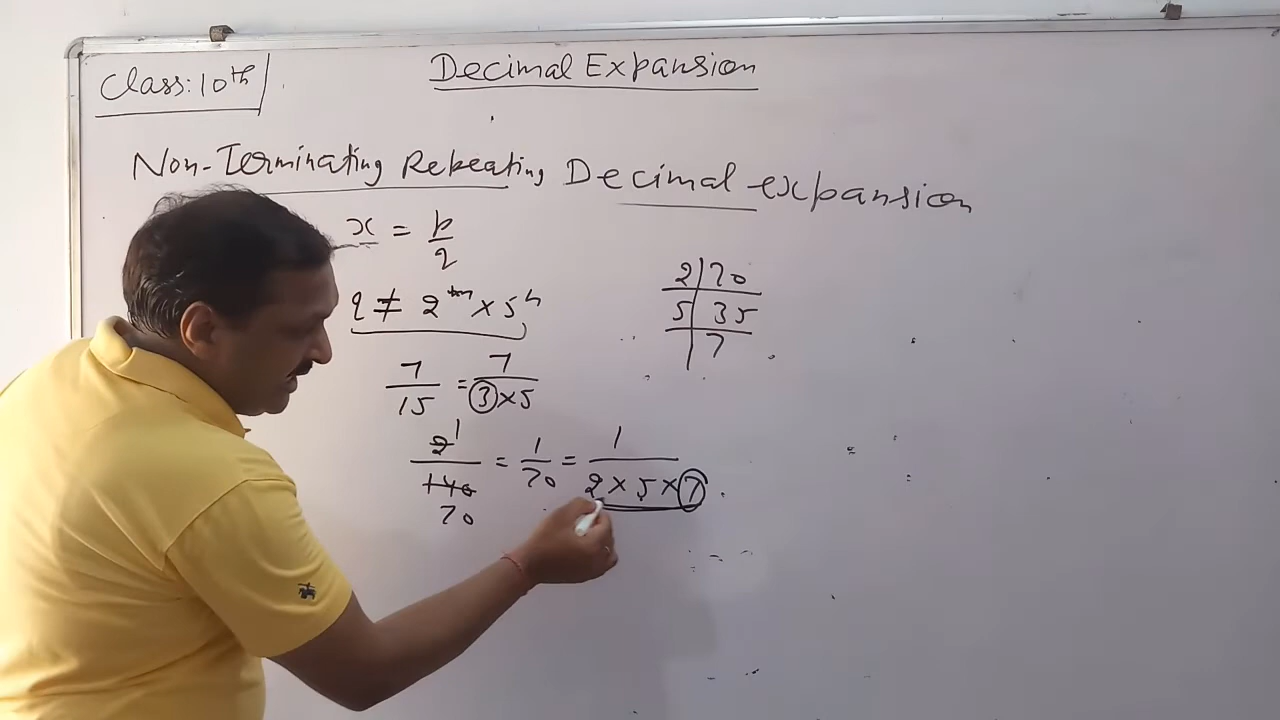 Class: 10th
Decimal Expansion
Non-Terminating Repeating Decimal expansion
x = p/q
q ≠ 2^m × 5^n
7/15 = 7/(3 × 5)
2/140 = 1/70 = 1/(2 × 5 × 7)
1
70
2 | 70
5 | 35
| 7